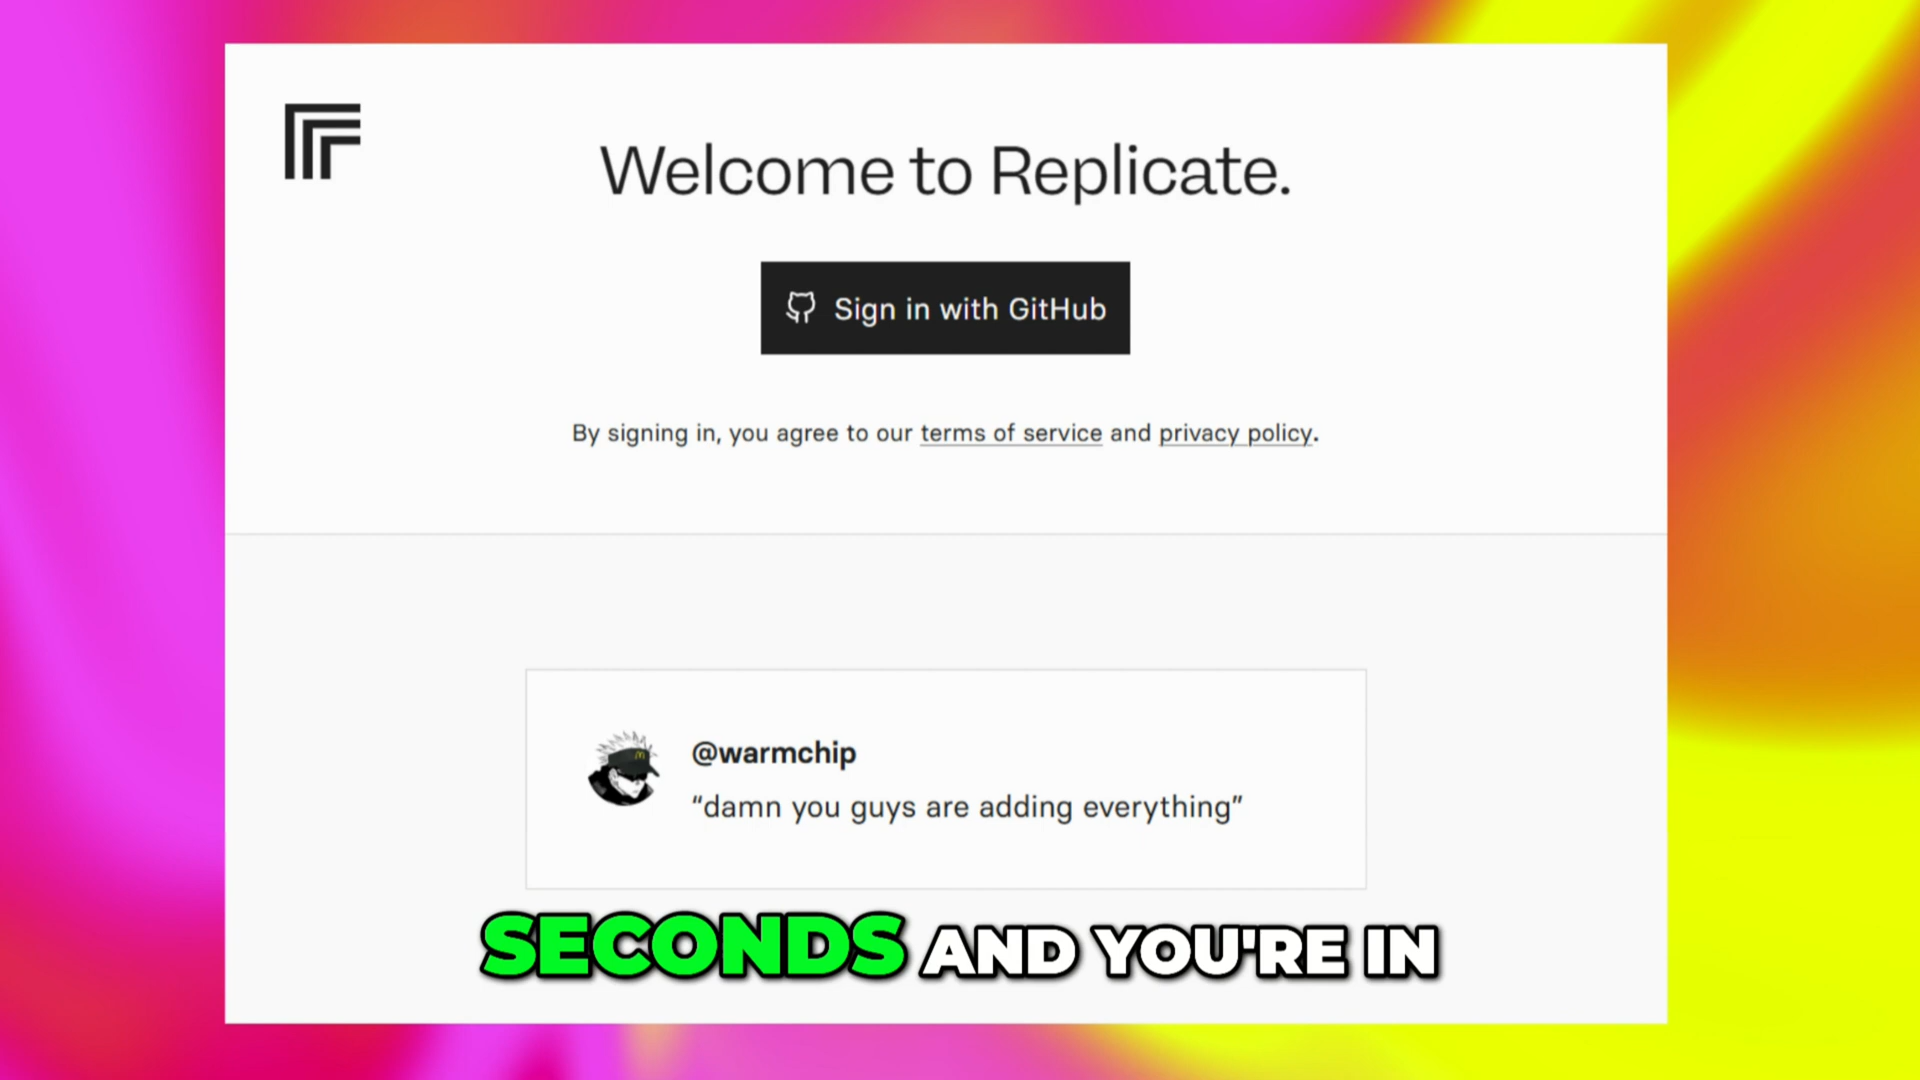 Welcome to Replicate.
Sign in with GitHub
By signing in, you agree to our terms of service and privacy policy.
@warmchip
“damn you guys are adding everything”
SECONDS AND YOU'RE IN